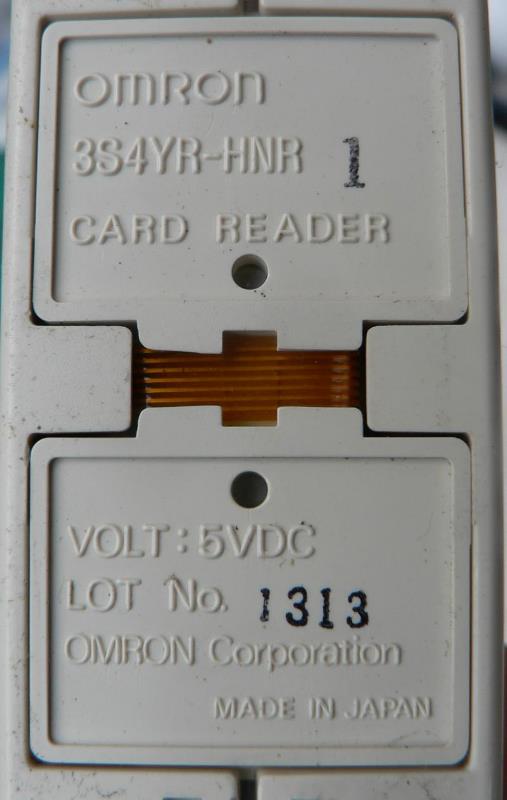 OMRON
3S4YR-HNR 1
CARD READER
VOLT: 5VDC
LOT No. 1313
OMRON Corporation
MADE IN JAPAN